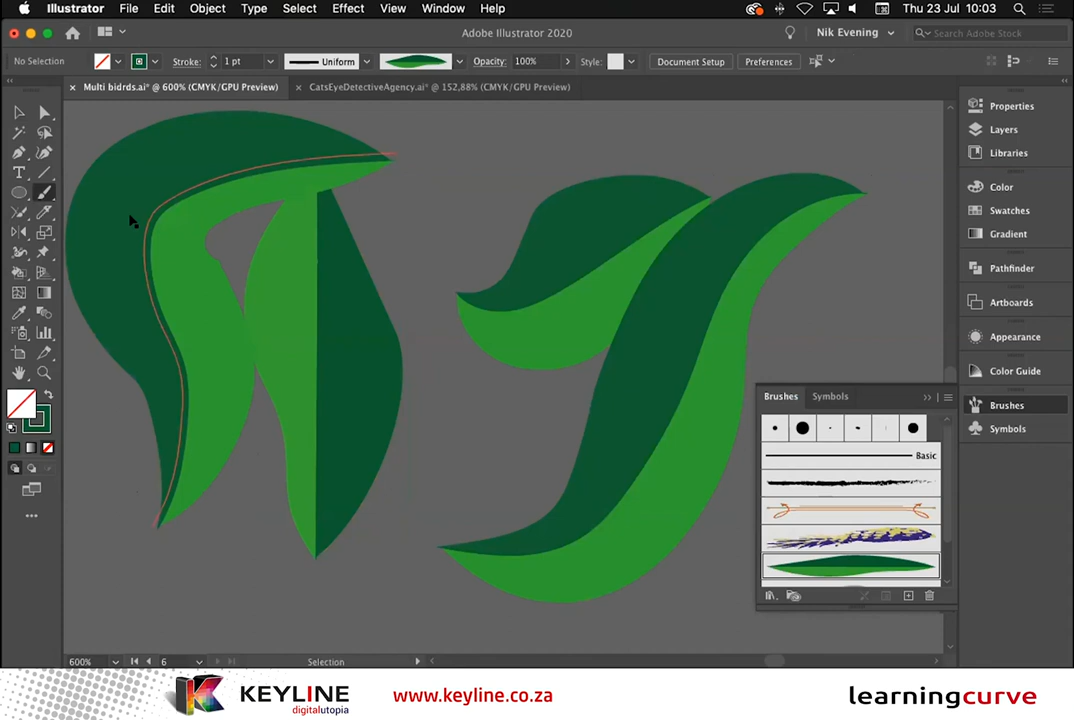 Illustrator File Edit Object Type Select Effect View Window Help Thu 23 Jul 10:03
Adobe Illustrator 2020 Nik Evening Search Adobe Stock
No Selection Stroke: 1 pt Uniform Opacity: 100% Style: Document Setup Preferences
Multi bidrds.ai* @ 600% (CMYK/GPU Preview) CatsEyeDetectiveAgency.ai* @ 152,88% (CMYK/GPU Preview)
Properties
Layers
Libraries
Color
Swatches
Gradient
Pathfinder
Artboards
Appearance
Color Guide
Brushes
Symbols
Brushes Symbols
Basic
600% 6 Selection
KEYLINE
digitalutopia
www.keyline.co.za
learningcurve